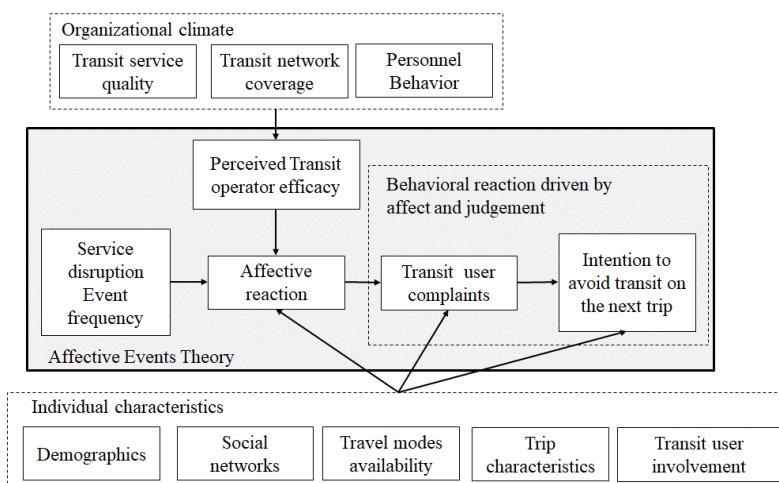 Organizational climate
Transit service
quality
Transit network
coverage
Personnel
Behavior
Perceived Transit
operator efficacy
Behavioral reaction driven by
affect and judgement
Service
disruption
Event
frequency
Affective
reaction
Transit user
complaints
Intention to
avoid transit on
the next trip
Affective Events Theory
Individual characteristics
Demographics
Social
networks
Travel modes
availability
Trip
characteristics
Transit user
involvement